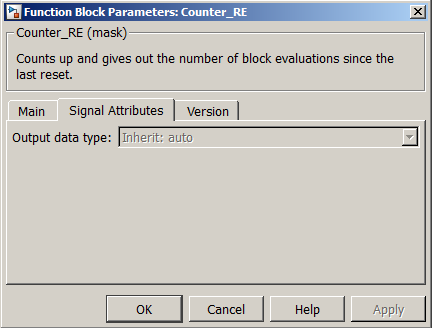 Function Block Parameters: Counter_RE
Counter_RE (mask)
Counts up and gives out the number of block evaluations since the
last reset.
Main Signal Attributes Version
Output data type: Inherit: auto
OK Cancel Help Apply